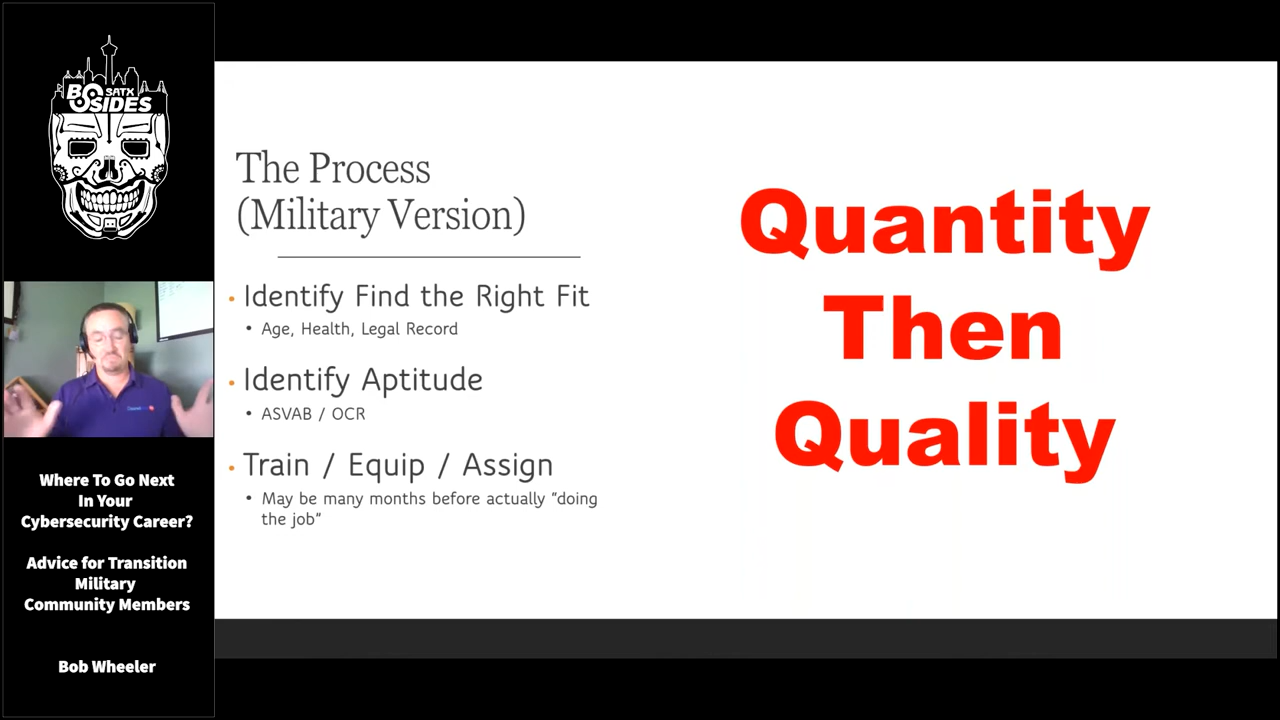 BSIDES
SATX
Where To Go Next
In Your
Cybersecurity Career?
Advice for Transition
Military
Community Members
Bob Wheeler
The Process
(Military Version)
• Identify Find the Right Fit
• Age, Health, Legal Record
• Identify Aptitude
• ASVAB / OCR
• Train / Equip / Assign
• May be many months before actually “doing
the job”
Quantity
Then
Quality